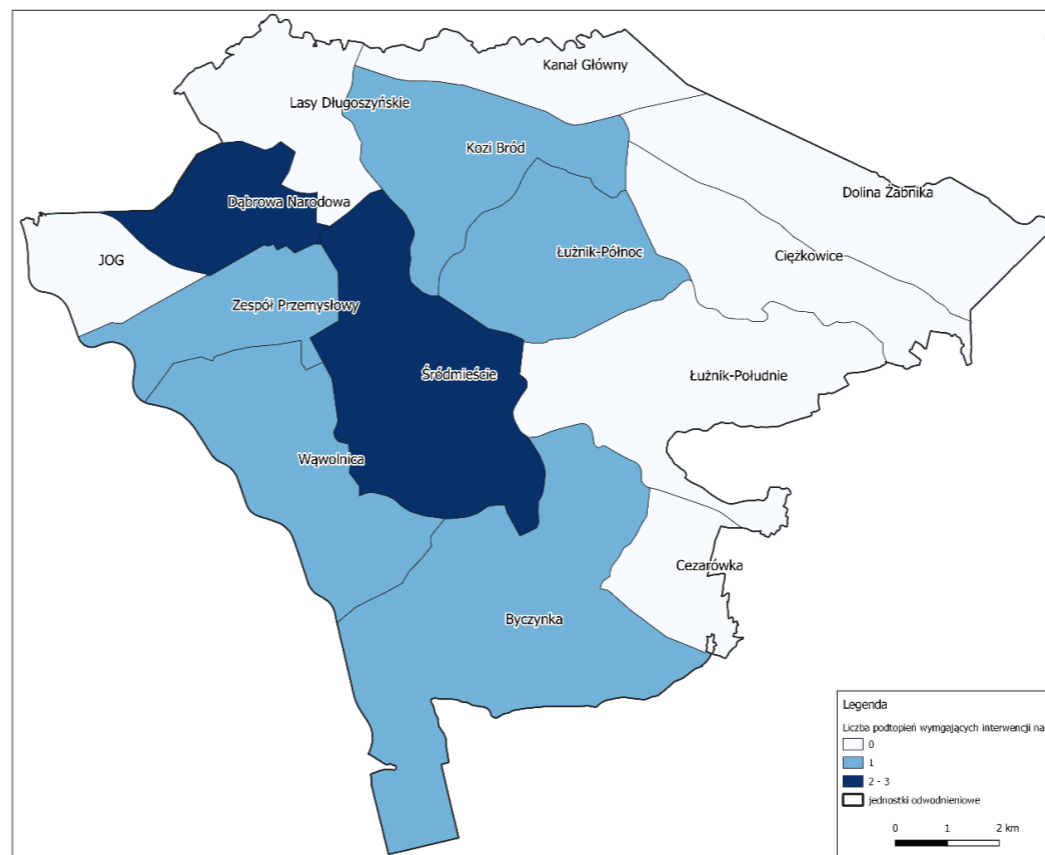 Kanał Główny
Lasy Długoszyńskie
Kozi Bród
Dolina Żabnika
Dąbrowa Narodowa
Łużnik-Północ
Ciężkowice
JOG
Zespół Przemysłowy
Śródmieście
Łużnik-Południe
Wąwolnica
Cezarówka
Byczynka
Legenda
Liczba podtopień wymgających interwencji na
0
1
2 - 3
jednostki odwodnieniowe
0 1 2 km